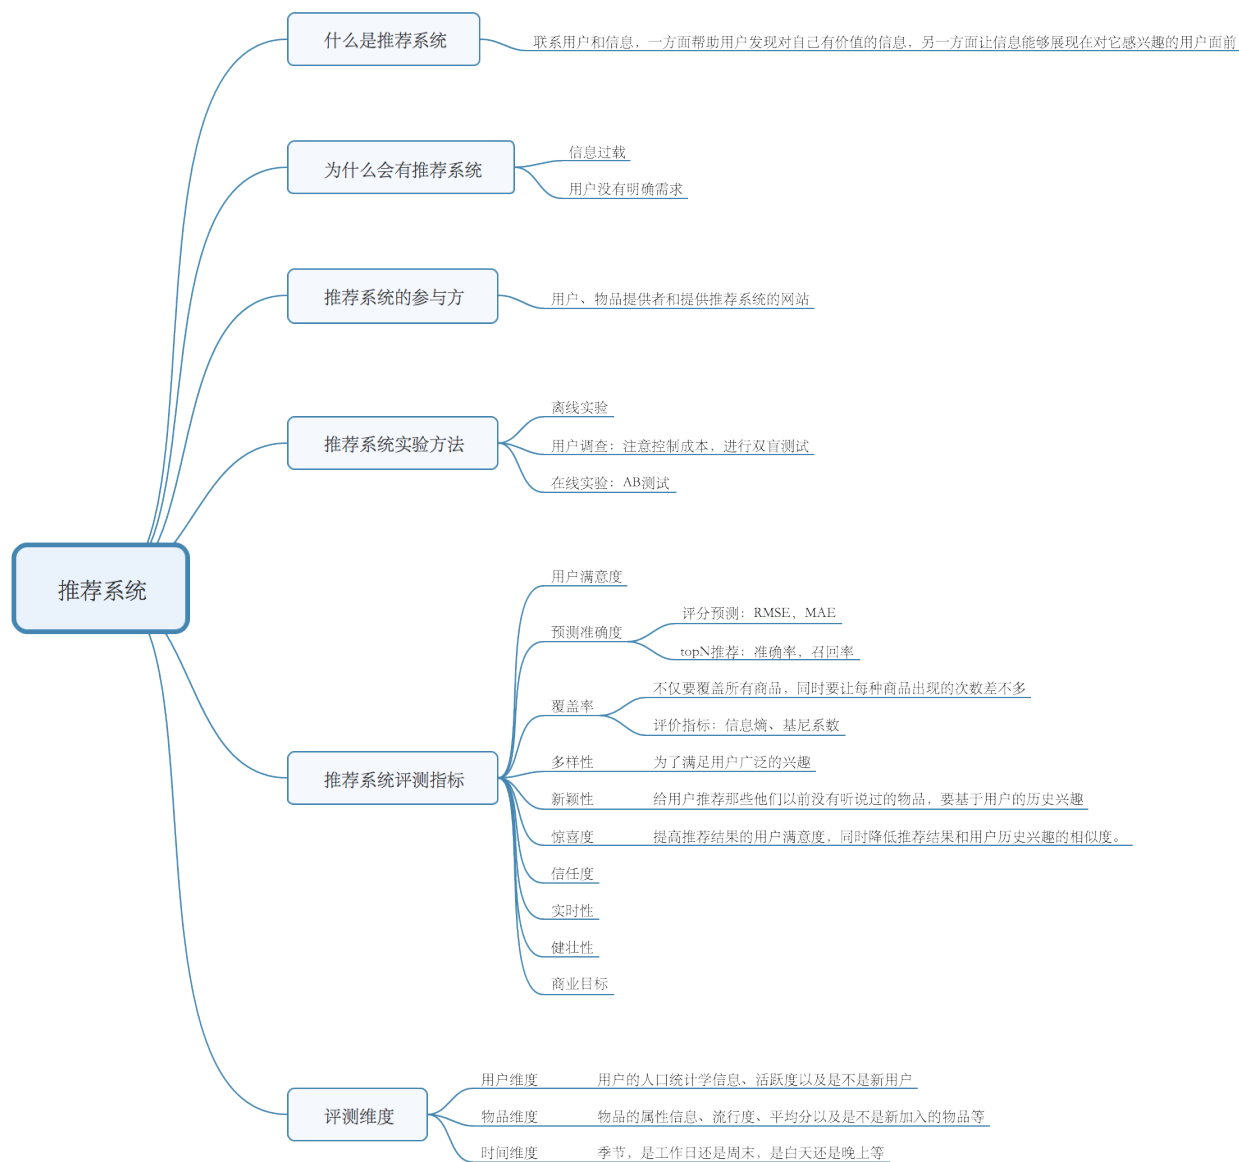 什么是推荐系统
联系用户和信息，一方面帮助用户发现对自己有价值的信息，另一方面让信息能够展现在对它感兴趣的用户面前
为什么会有推荐系统
信息过载
用户没有明确需求
推荐系统的参与方
用户、物品提供者和提供推荐系统的网站
推荐系统实验方法
离线实验
用户调查：注意控制成本，进行双盲测试
在线实验：AB测试
推荐系统
推荐系统评测指标
用户满意度
预测准确度
评分预测：RMSE，MAE
topN推荐：准确率，召回率
覆盖率
不仅要覆盖所有商品，同时要让每种商品出现的次数差不多
评价指标：信息熵、基尼系数
多样性
为了满足用户广泛的兴趣
新颖性
给用户推荐那些他们以前没有听说过的物品，要基于用户的历史兴趣
惊喜度
提高推荐结果的用户满意度，同时降低推荐结果和用户历史兴趣的相似度。
信任度
实时性
健壮性
商业目标
评测维度
用户维度
用户的人口统计学信息、活跃度以及是不是新用户
物品维度
物品的属性信息、流行度、平均分以及是不是新加入的物品等
时间维度
季节，是工作日还是周末，是白天还是晚上等